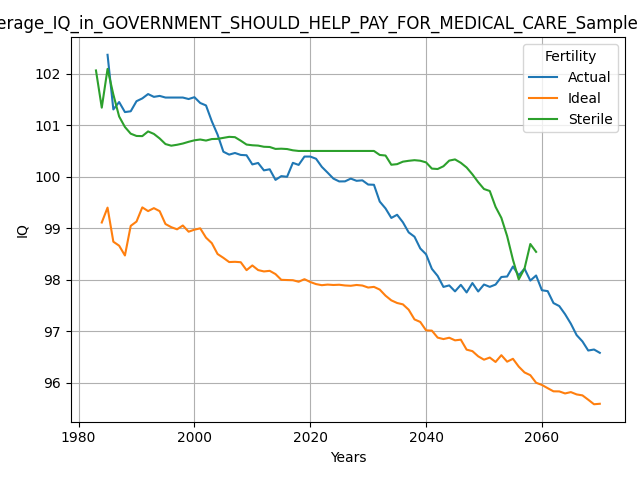 erage_IQ_in_GOVERNMENT_SHOULD_HELP_PAY_FOR_MEDICAL_CARE_Sample
Fertility
Actual
Ideal
Sterile
102
101
100
99
98
97
96
IQ
1980
2000
2020
2040
2060
Years